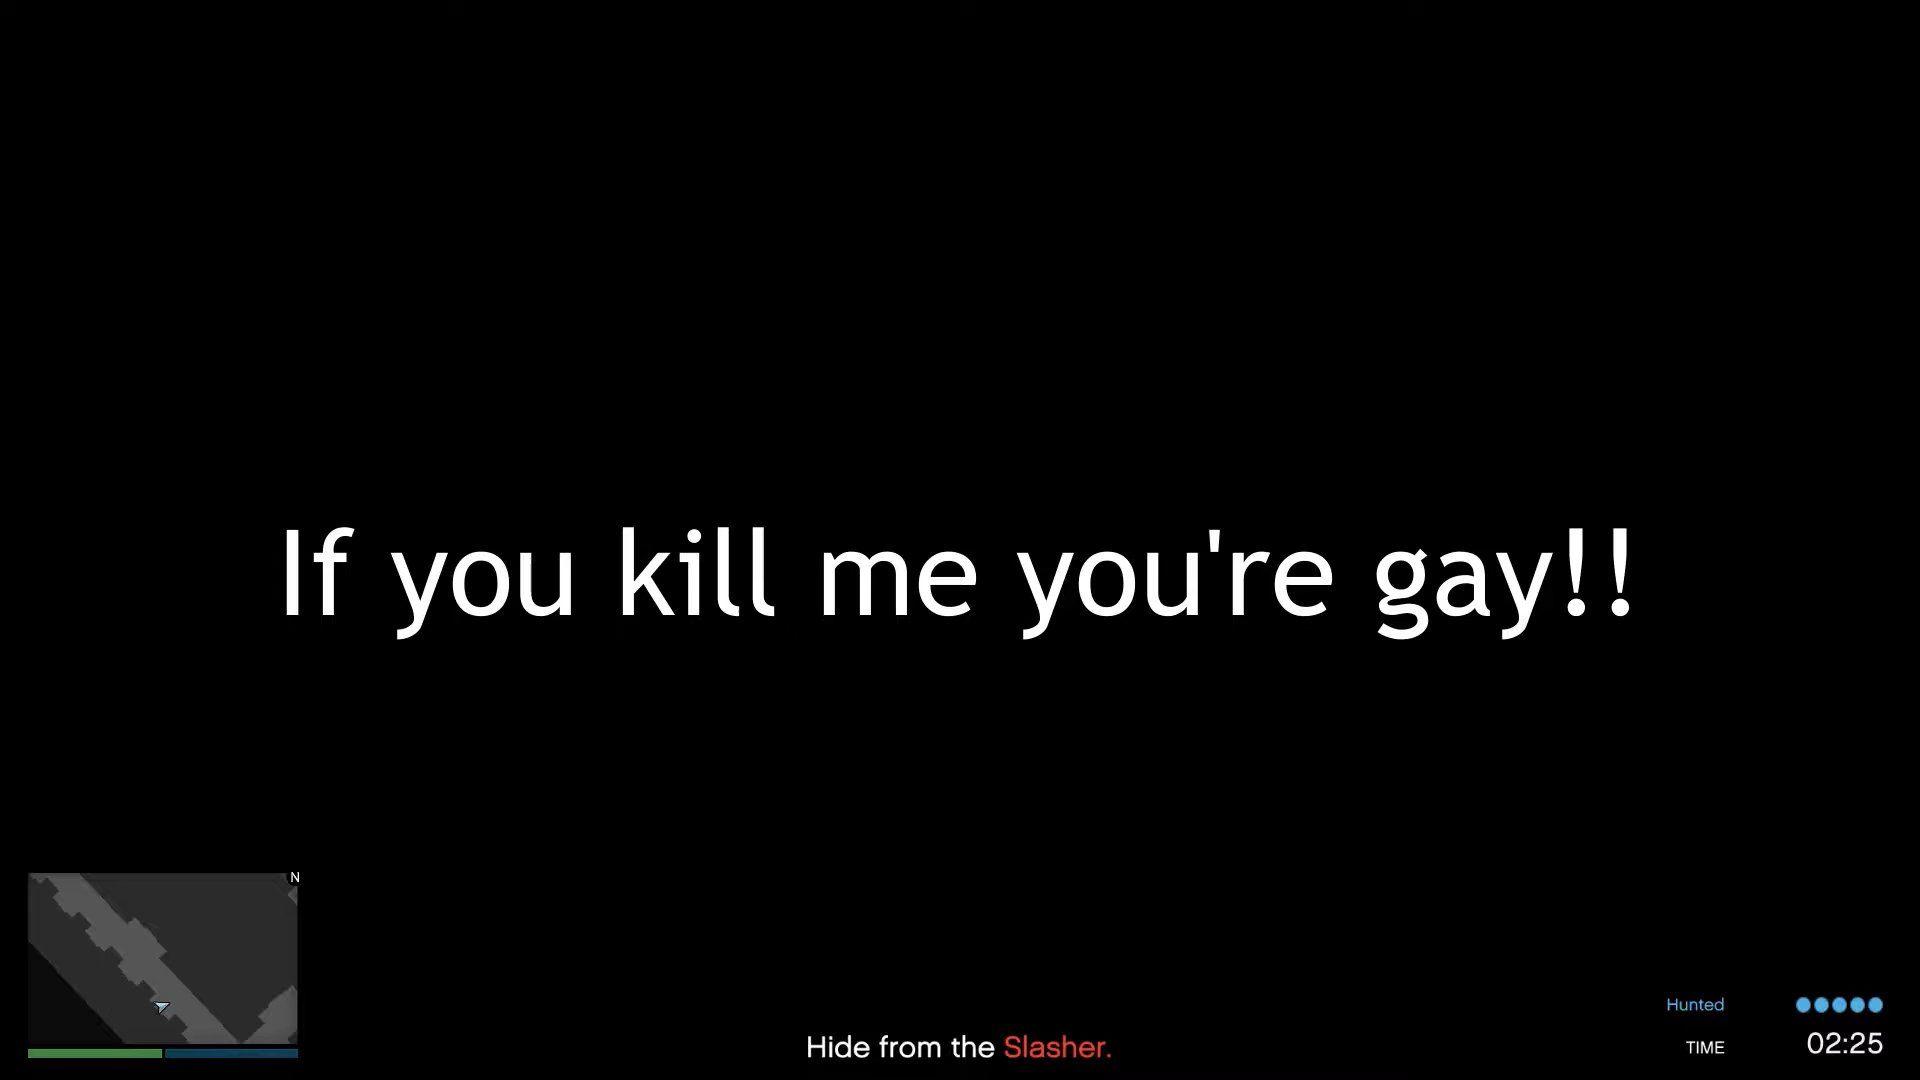 If you kill me you're gay!!
N
Hunted
Hide from the Slasher.
TIME 02:25